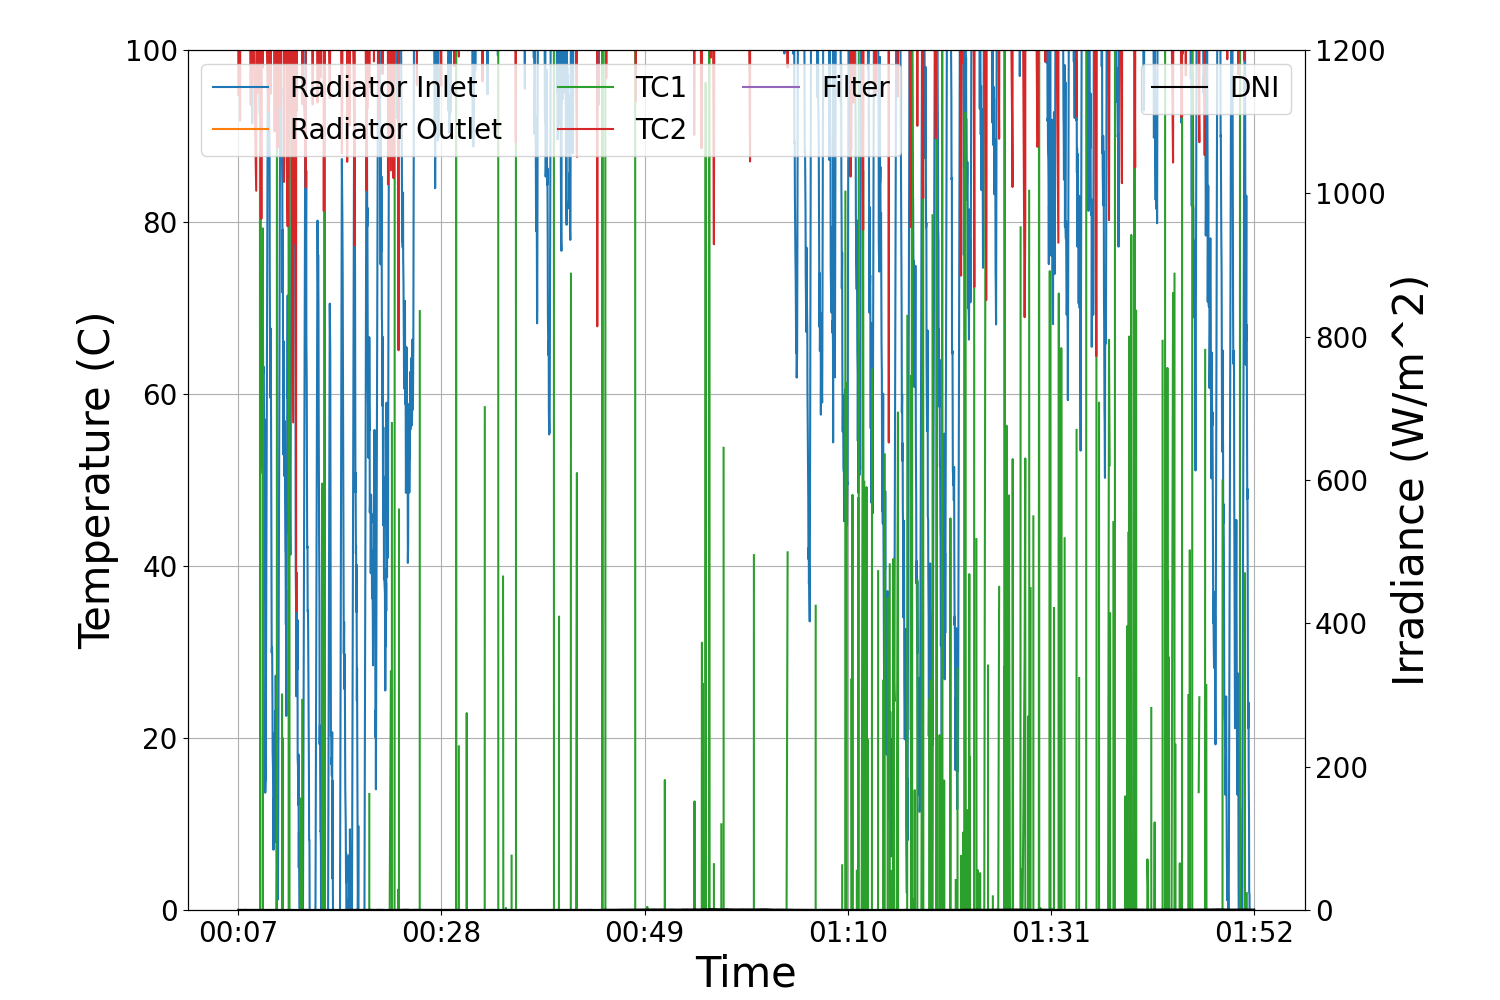 100
80
60
40
20
0
Temperature (C)
Radiator Inlet
Radiator Outlet
TC1
TC2
Filter
DNI
1200
1000
800
600
400
200
0
Irradiance (W/m^2)
00:07
00:28
00:49
01:10
01:31
01:52
Time